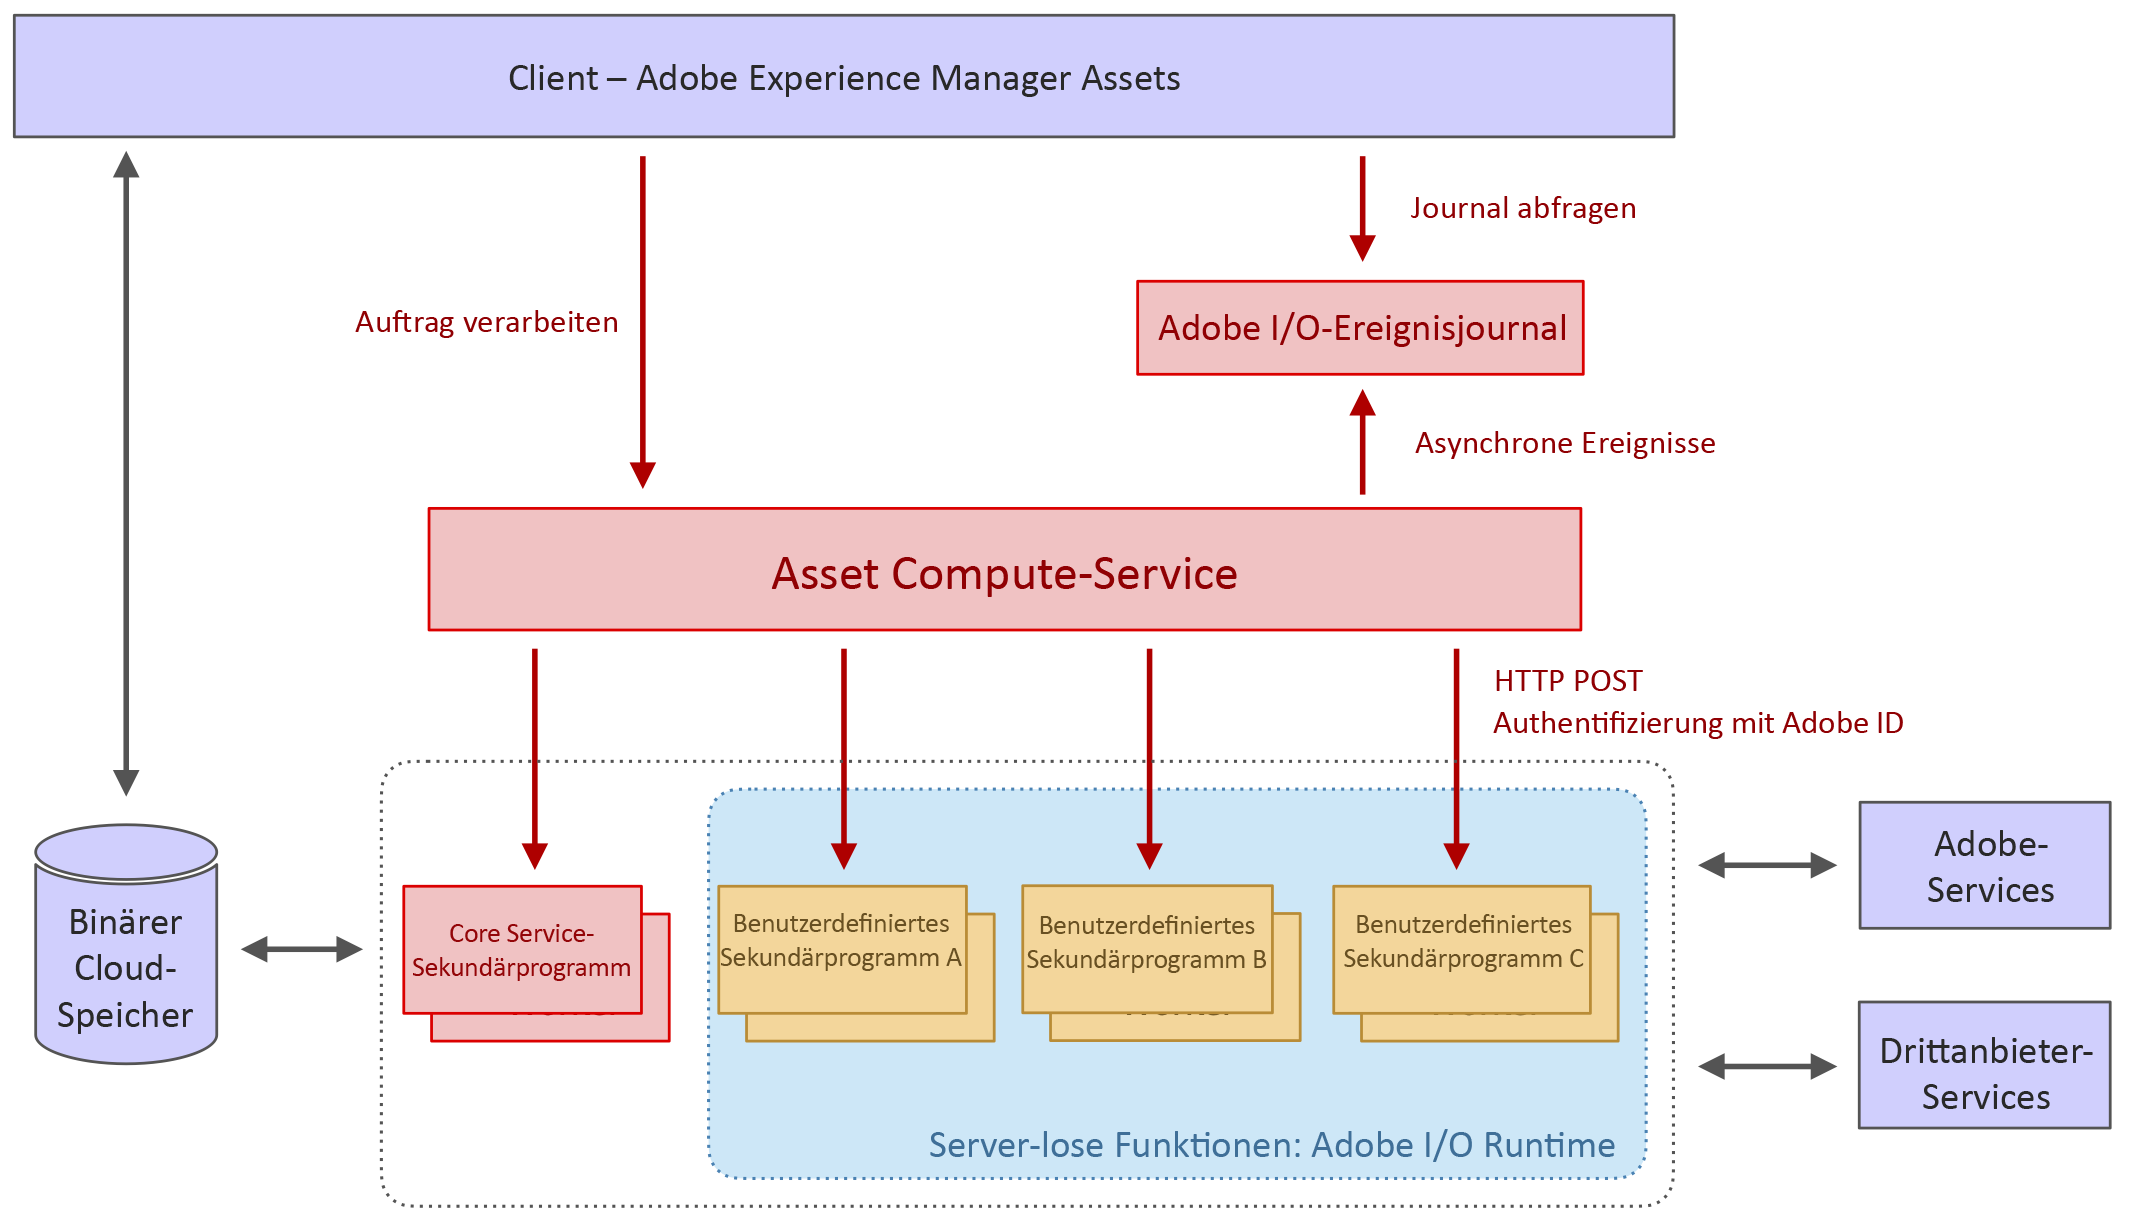 Client – Adobe Experience Manager Assets
Journal abfragen
Auftrag verarbeiten
Adobe I/O-Ereignisjournal
Asynchrone Ereignisse
Asset Compute-Service
HTTP POST
Authentifizierung mit Adobe ID
Binärer
Cloud-
Speicher
Core Service-
Sekundärprogramm
Benutzerdefiniertes
Sekundärprogramm A
Benutzerdefiniertes
Sekundärprogramm B
Benutzerdefiniertes
Sekundärprogramm C
Adobe-
Services
Drittanbieter-
Services
Server-lose Funktionen: Adobe I/O Runtime